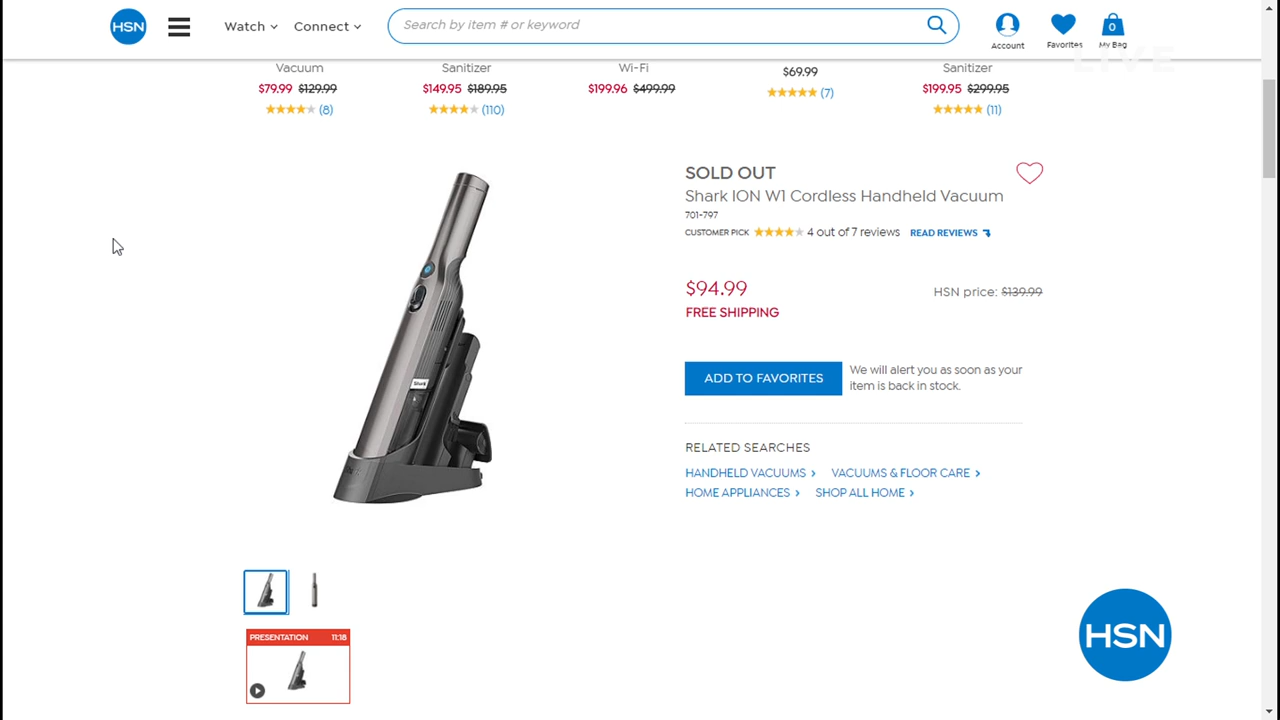 HSN
Watch
Connect
Search by item # or keyword
Account
Favorites
0
My Bag
LIVE
Vacuum
Sanitizer
Wi-Fi
$69.99
Sanitizer
$79.99 $129.99
$149.95 $189.95
$199.96 $499.99
(7)
$199.95 $299.95
(8)
(110)
(11)
SOLD OUT
Shark ION W1 Cordless Handheld Vacuum
701-797
CUSTOMER PICK 4 out of 7 reviews READ REVIEWS
$94.99
HSN price: $139.99
FREE SHIPPING
ADD TO FAVORITES
We will alert you as soon as your
item is back in stock.
RELATED SEARCHES
HANDHELD VACUUMS > VACUUMS & FLOOR CARE >
HOME APPLIANCES > SHOP ALL HOME >
Shark
PRESENTATION 11:18
HSN